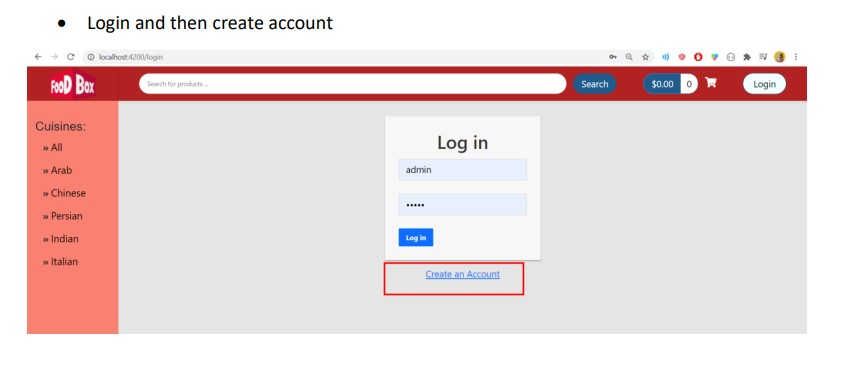 • Login and then create account
localhost:4200/login
FooD Box
Search for products ...
Search
$0.00 0
Login
Cuisines:
» All
» Arab
» Chinese
» Persian
» Indian
» Italian
Log in
admin
•••••
Log in
Create an Account